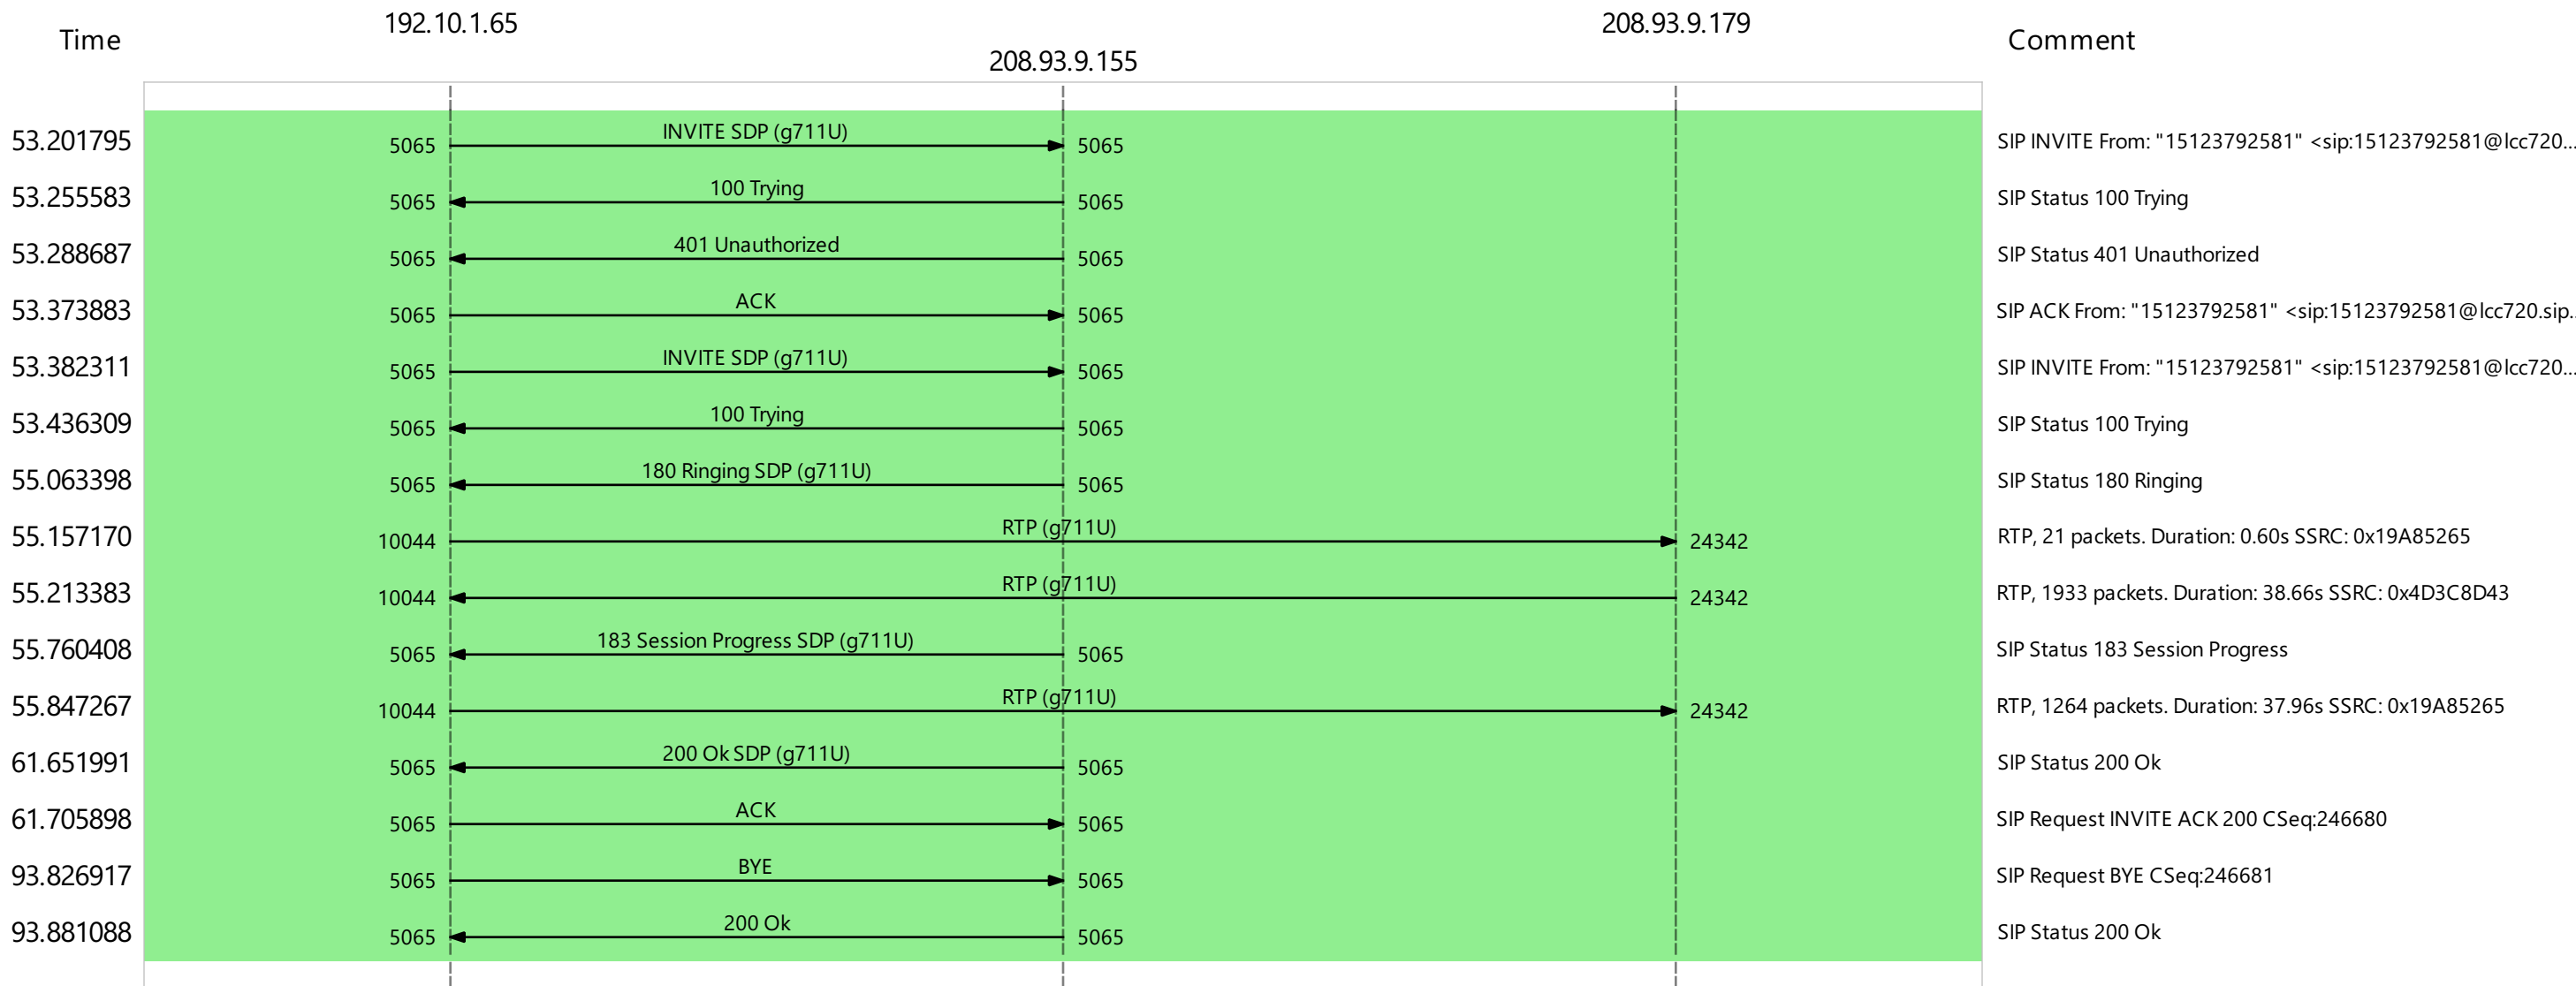 Time 192.10.1.65 208.93.9.155 208.93.9.179 Comment
53.201795 5065 INVITE SDP (g711U) 5065 SIP INVITE From: "15123792581" <sip:15123792581@lcc720...
53.255583 5065 100 Trying 5065 SIP Status 100 Trying
53.288687 5065 401 Unauthorized 5065 SIP Status 401 Unauthorized
53.373883 5065 ACK 5065 SIP ACK From: "15123792581" <sip:15123792581@lcc720.sip..
53.382311 5065 INVITE SDP (g711U) 5065 SIP INVITE From: "15123792581" <sip:15123792581@lcc720...
53.436309 5065 100 Trying 5065 SIP Status 100 Trying
55.063398 5065 180 Ringing SDP (g711U) 5065 SIP Status 180 Ringing
55.157170 10044 RTP (g711U) 24342 RTP, 21 packets. Duration: 0.60s SSRC: 0x19A85265
55.213383 10044 RTP (g711U) 24342 RTP, 1933 packets. Duration: 38.66s SSRC: 0x4D3C8D43
55.760408 5065 183 Session Progress SDP (g711U) 5065 SIP Status 183 Session Progress
55.847267 10044 RTP (g711U) 24342 RTP, 1264 packets. Duration: 37.96s SSRC: 0x19A85265
61.651991 5065 200 Ok SDP (g711U) 5065 SIP Status 200 Ok
61.705898 5065 ACK 5065 SIP Request INVITE ACK 200 CSeq:246680
93.826917 5065 BYE 5065 SIP Request BYE CSeq:246681
93.881088 5065 200 Ok 5065 SIP Status 200 Ok